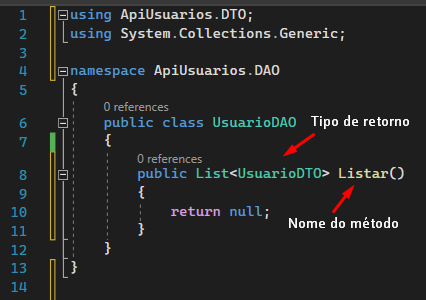 1 using ApiUsuarios.DTO;
2 using System.Collections.Generic;
3
4 namespace ApiUsuarios.DAO
5 {
0 references
6 public class UsuarioDAO
Tipo de retorno
7 {
0 references
8 public List<UsuarioDTO> Listar()
9 {
10 return null;
Nome do método
11 }
12 }
13 }
14